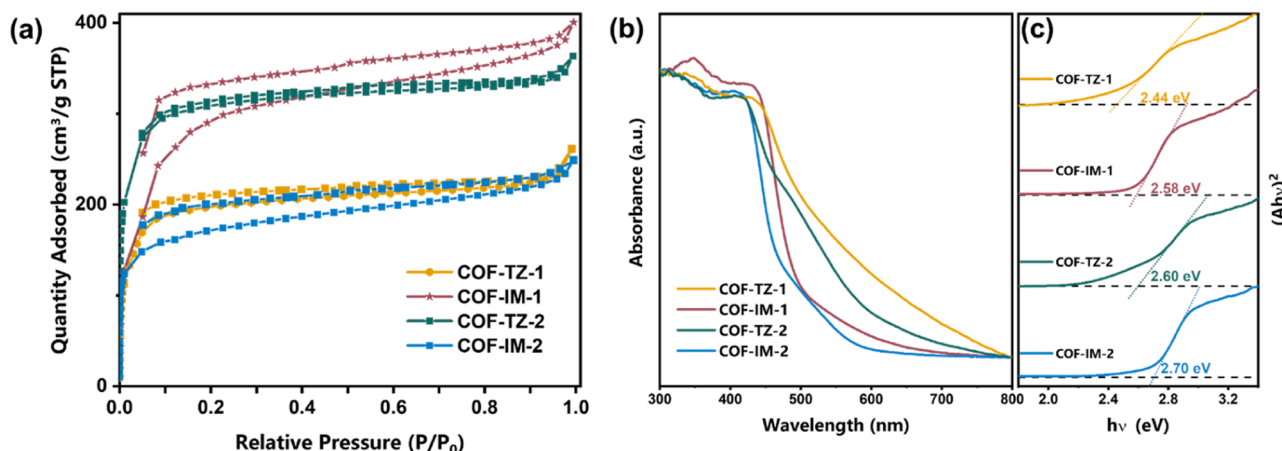 (a)
Quantity Adsorbed (cm³/g STP)
400
200
0
0.0 0.2 0.4 0.6 0.8 1.0
Relative Pressure (P/P₀)
COF-TZ-1
COF-IM-1
COF-TZ-2
COF-IM-2
(b)
Absorbance (a.u.)
COF-TZ-1
COF-IM-1
COF-TZ-2
COF-IM-2
300 400 500 600 700 800
Wavelength (nm)
(c)
COF-TZ-1
2.44 eV
COF-IM-1
2.58 eV
COF-TZ-2
2.60 eV
COF-IM-2
2.70 eV
1.8 2.2 2.6 3.0 3.4
hν (eV)
(Ahν)²